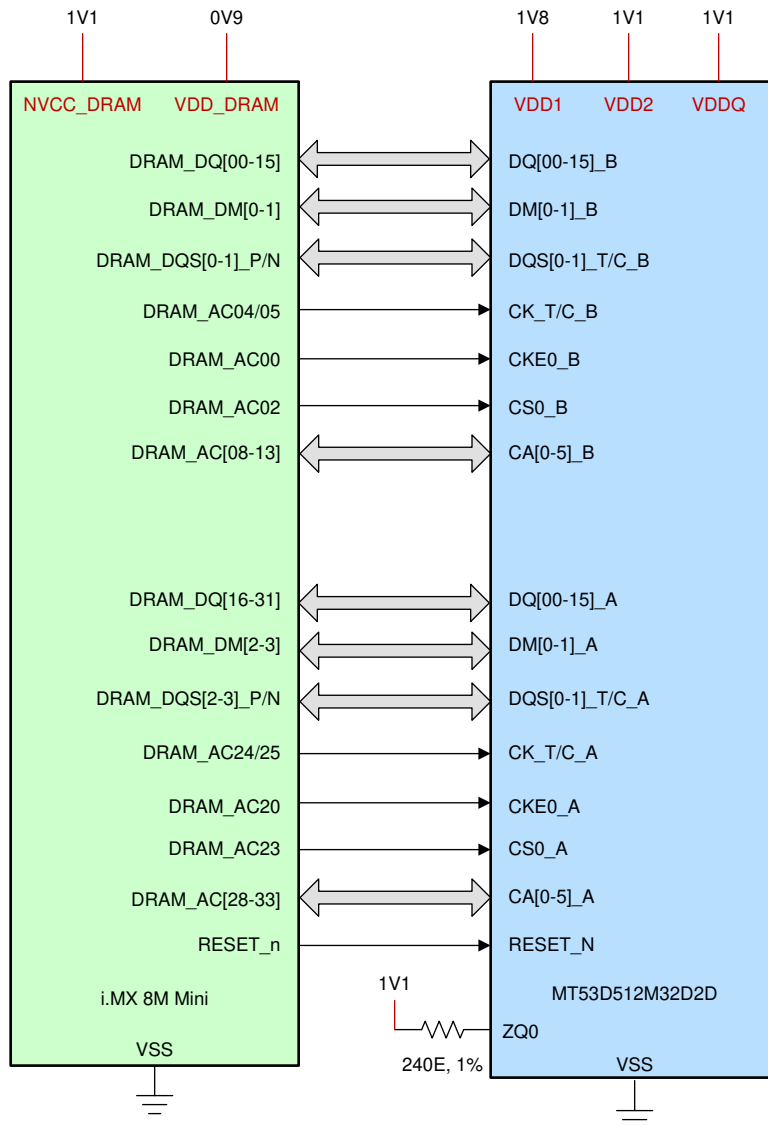 1V1 0V9 1V8 1V1 1V1
NVCC_DRAM VDD_DRAM VDD1 VDD2 VDDQ
DRAM_DQ[00-15] DQ[00-15]_B
DRAM_DM[0-1] DM[0-1]_B
DRAM_DQS[0-1]_P/N DQS[0-1]_T/C_B
DRAM_AC04/05 CK_T/C_B
DRAM_AC00 CKE0_B
DRAM_AC02 CS0_B
DRAM_AC[08-13] CA[0-5]_B
DRAM_DQ[16-31] DQ[00-15]_A
DRAM_DM[2-3] DM[0-1]_A
DRAM_DQS[2-3]_P/N DQS[0-1]_T/C_A
DRAM_AC24/25 CK_T/C_A
DRAM_AC20 CKE0_A
DRAM_AC23 CS0_A
DRAM_AC[28-33] CA[0-5]_A
RESET_n RESET_N
i.MX 8M Mini 1V1 MT53D512M32D2D
ZQ0
VSS 240E, 1% VSS